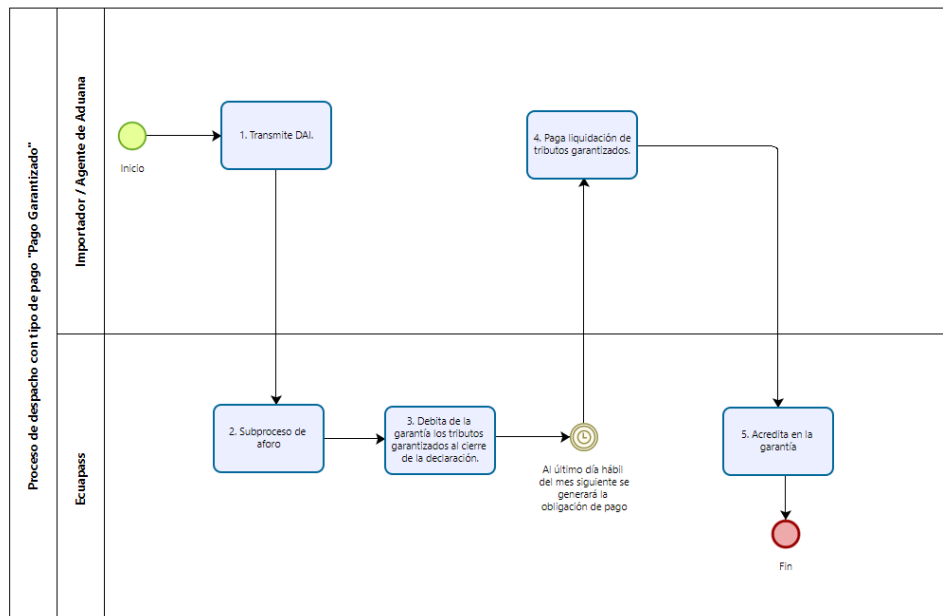 Proceso de despacho con tipo de pago "Pago Garantizado"
Importador / Agente de Aduana
Inicio
1. Transmite DAI.
4. Paga liquidación de
tributos garantizados.
Ecuapass
2. Subproceso de
aforo
3. Debita de la
garantía los tributos
garantizados al cierre
de la declaración.
Al último día hábil
del mes siguiente se
generará la
obligación de pago
5. Acredita en la
garantía
Fin